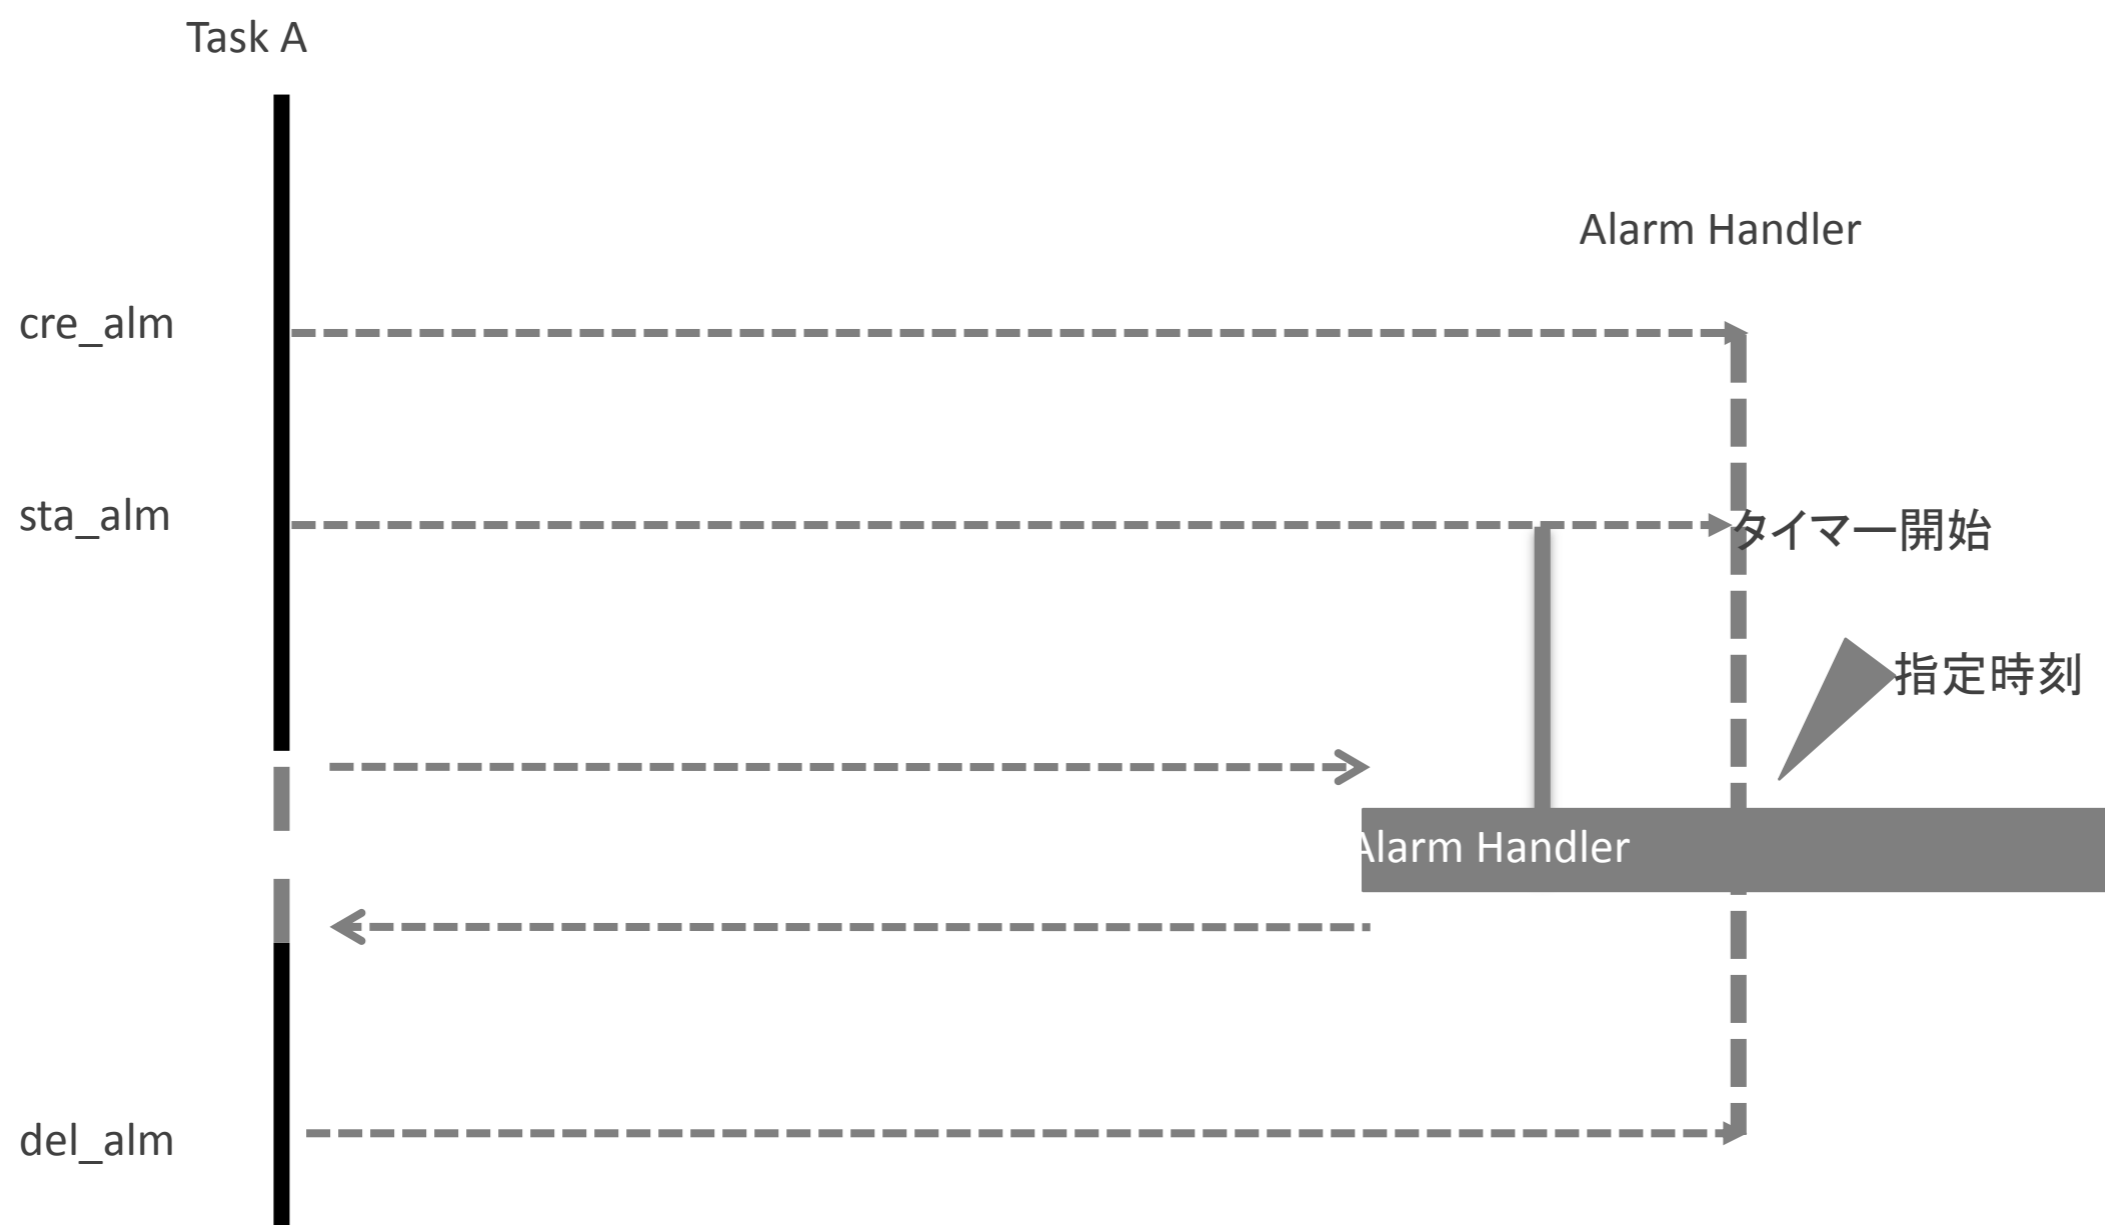 Task A
Alarm Handler
cre_alm
sta_alm
タイマー開始
指定時刻
Alarm Handler
del_alm